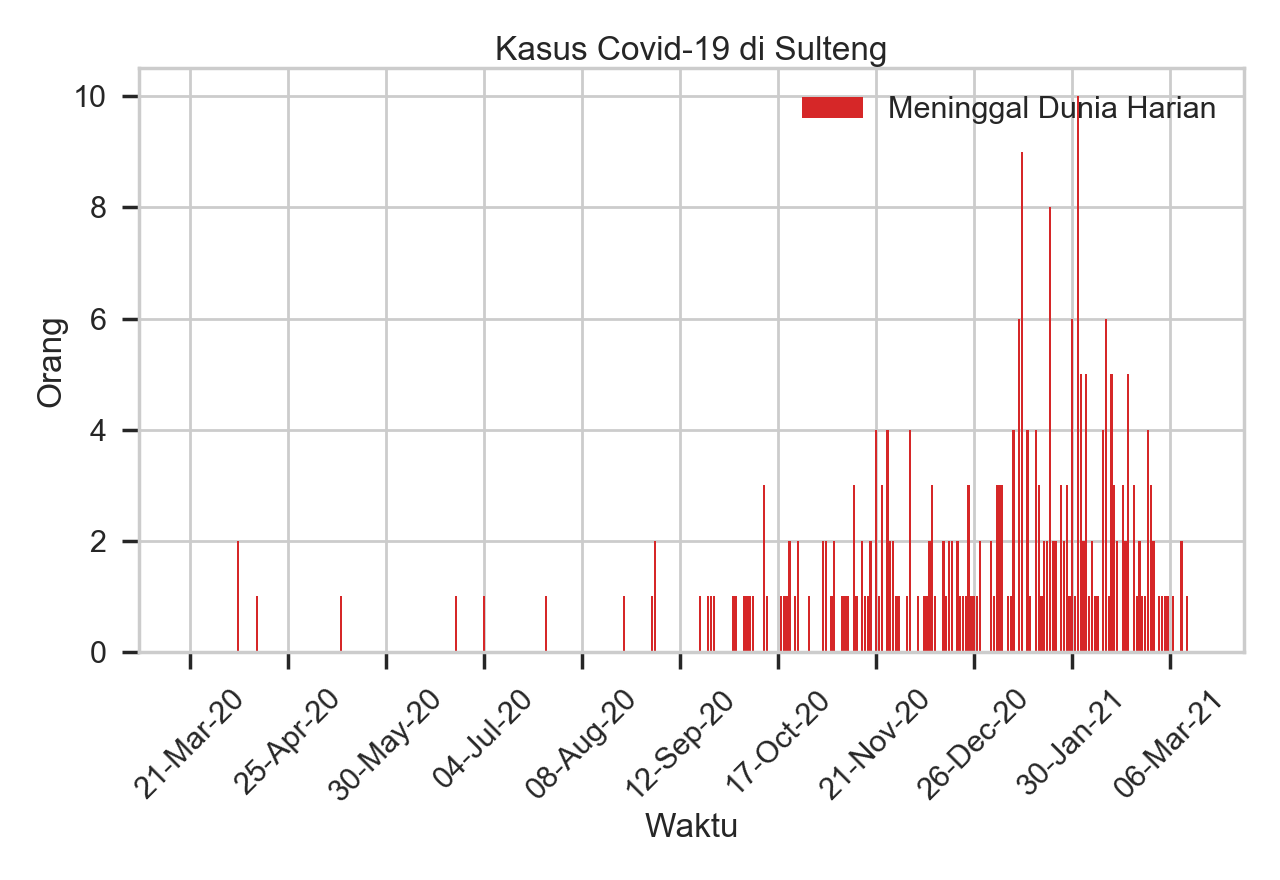 Kasus Covid-19 di Sulteng
Meninggal Dunia Harian
10
8
6
4
2
0
Orang
21-Mar-20
25-Apr-20
30-May-20
04-Jul-20
08-Aug-20
12-Sep-20
17-Oct-20
21-Nov-20
26-Dec-20
30-Jan-21
06-Mar-21
Waktu